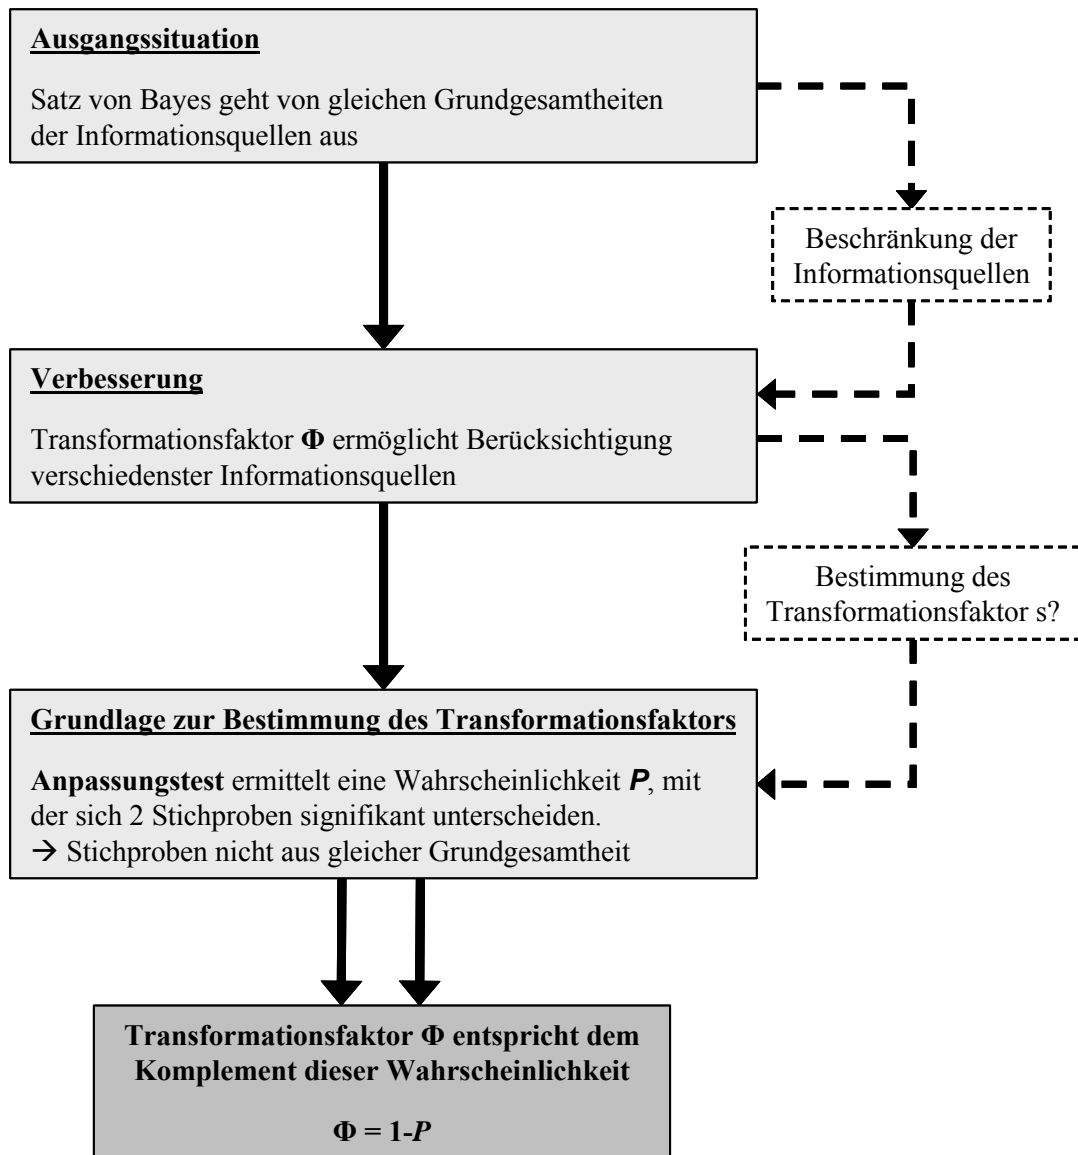 Ausgangssituation
Satz von Bayes geht von gleichen Grundgesamtheiten
der Informationsquellen aus
Beschränkung der
Informationsquellen
Verbesserung
Transformationsfaktor Φ ermöglicht Berücksichtigung
verschiedenster Informationsquellen
Bestimmung des
Transformationsfaktor s?
Grundlage zur Bestimmung des Transformationsfaktors
Anpassungstest ermittelt eine Wahrscheinlichkeit P, mit
der sich 2 Stichproben signifikant unterscheiden.
→ Stichproben nicht aus gleicher Grundgesamtheit
Transformationsfaktor Φ entspricht dem
Komplement dieser Wahrscheinlichkeit
Φ = 1-P